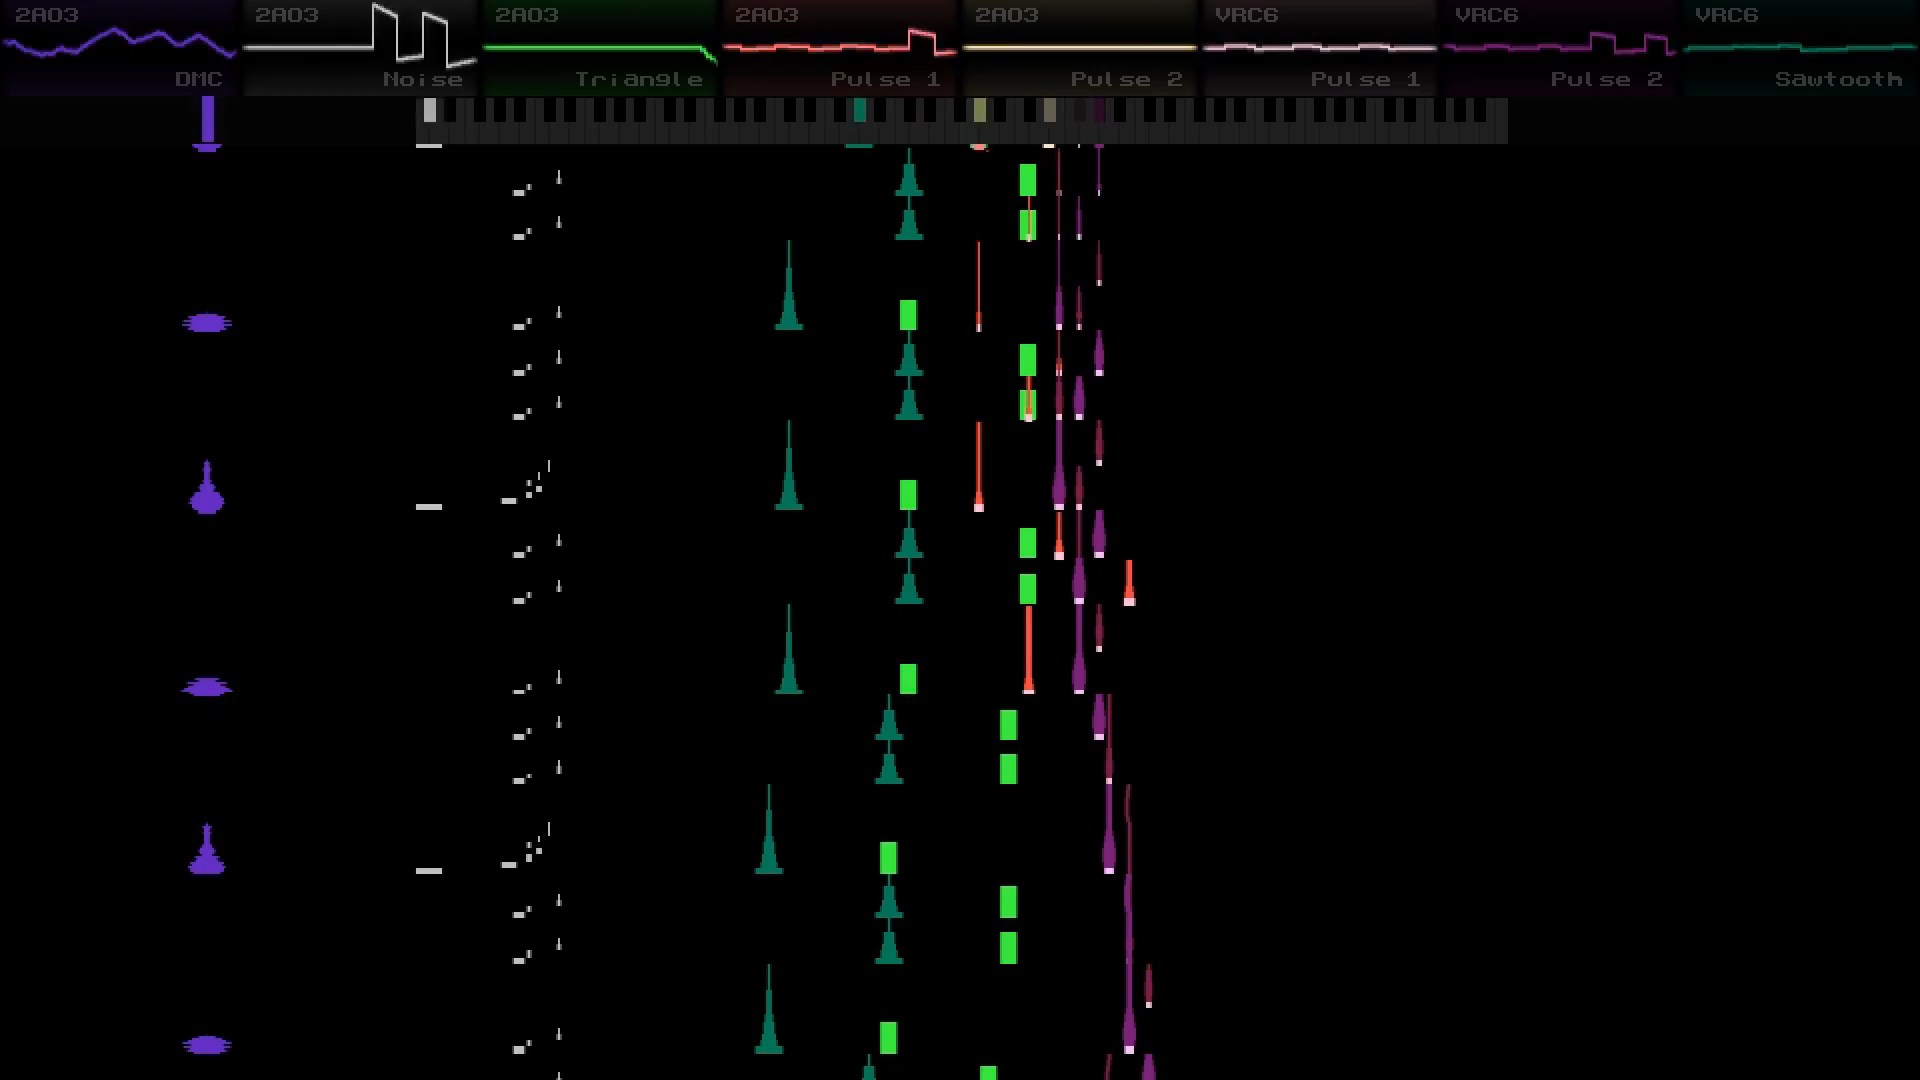 2A03 2A03 2A03 2A03 2A03 VRC6 VRC6 VRC6
DMC Noise Triangle Pulse 1 Pulse 2 Pulse 1 Pulse 2 Sawtooth